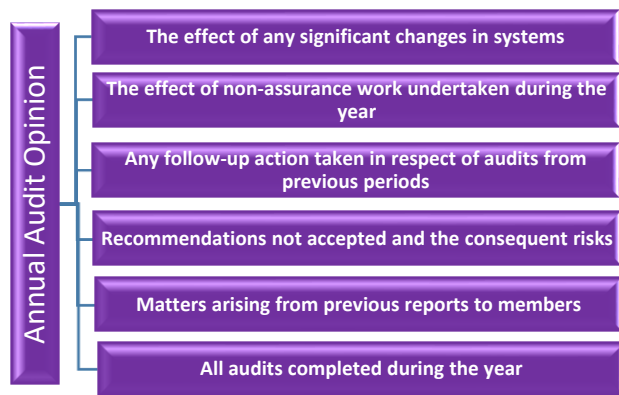 Annual Audit Opinion
The effect of any significant changes in systems
The effect of non-assurance work undertaken during the
year
Any follow-up action taken in respect of audits from
previous periods
Recommendations not accepted and the consequent risks
Matters arising from previous reports to members
All audits completed during the year